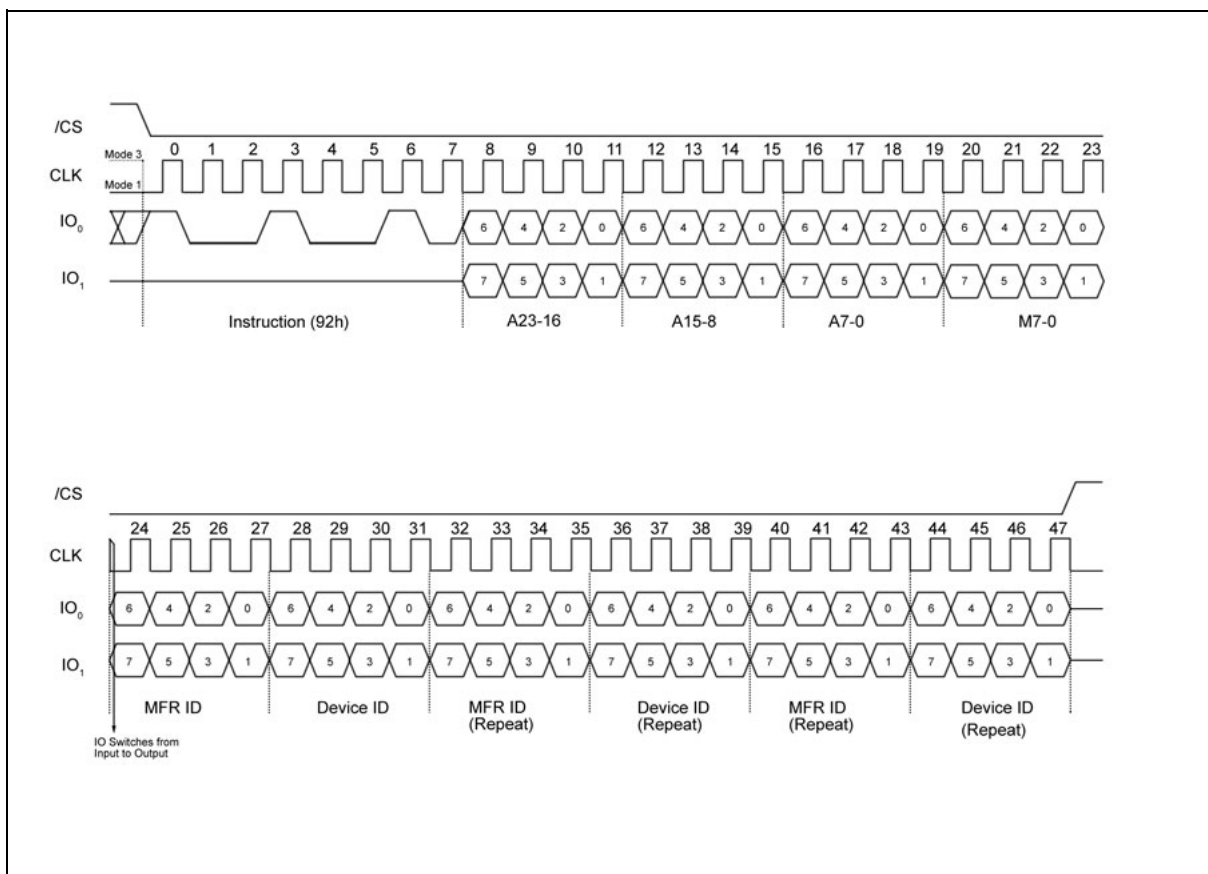 /CS
0 1 2 3 4 5 6 7 8 9 10 11 12 13 14 15 16 17 18 19 20 21 22 23
Mode 3
CLK
Mode 1
IO0
6 4 2 0 6 4 2 0 6 4 2 0 6 4 2 0
IO1
7 5 3 1 7 5 3 1 7 5 3 1 7 5 3 1
Instruction (92h) A23-16 A15-8 A7-0 M7-0
/CS
24 25 26 27 28 29 30 31 32 33 34 35 36 37 38 39 40 41 42 43 44 45 46 47
CLK
IO0
6 4 2 0 6 4 2 0 6 4 2 0 6 4 2 0 6 4 2 0 6 4 2 0
IO1
7 5 3 1 7 5 3 1 7 5 3 1 7 5 3 1 7 5 3 1 7 5 3 1
MFR ID Device ID MFR ID Device ID MFR ID Device ID
(Repeat) (Repeat) (Repeat) (Repeat)
IO Switches from
Input to Output